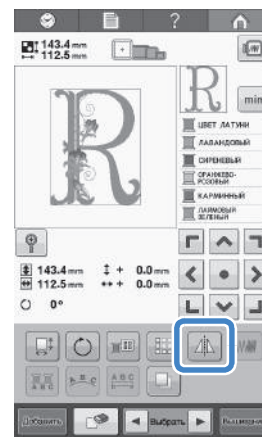 ?
143.4 mm
112.5 mm
R
min
ЦВЕТ ЛАТУНИ
ЛАВАНДОВЫЙ
СИРЕНЕВЫЙ
ОРАНЖЕВО-
РОЗОВЫЙ
КАРМИННЫЙ
ЛАЙМОВЫЙ
ЗЕЛЕНЫЙ
143.4 mm + 0.0 mm
112.5 mm + 0.0 mm
0°
ABC
ABC
Добавить
Выбрать